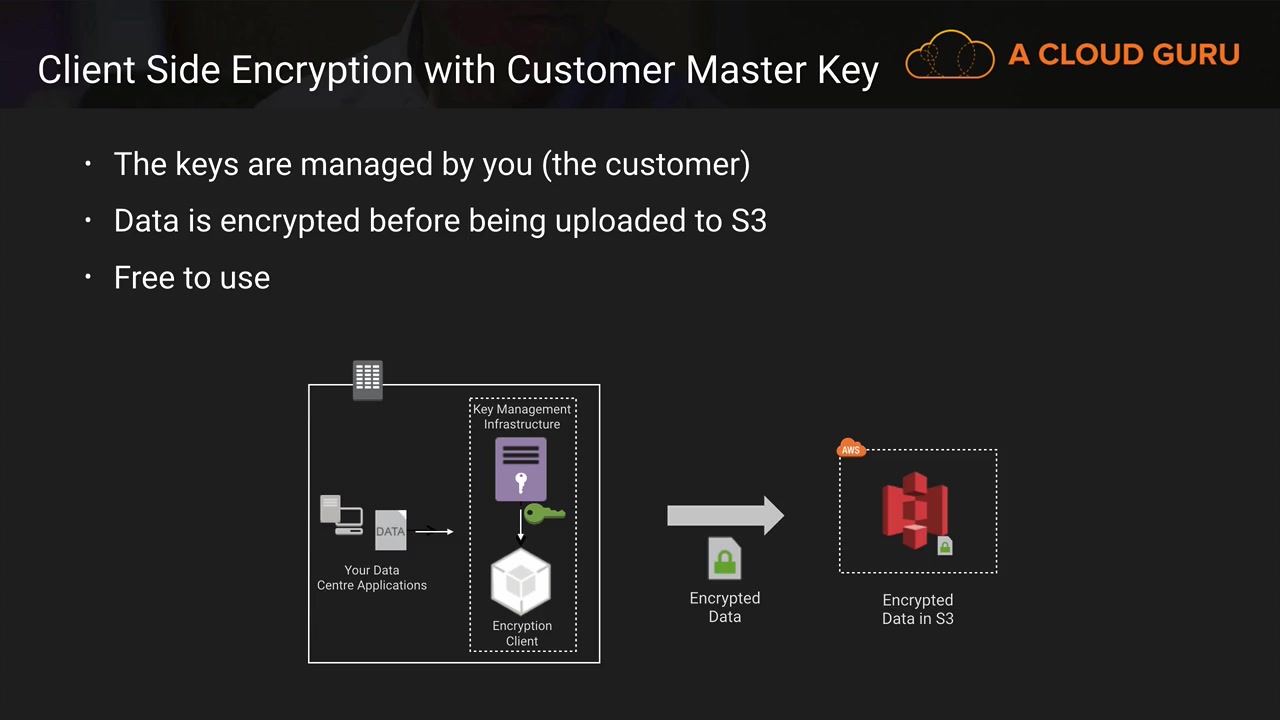 Client Side Encryption with Customer Master Key
A CLOUD GURU
· The keys are managed by you (the customer)
· Data is encrypted before being uploaded to S3
· Free to use
Key Management
Infrastructure
DATA
Your Data
Centre Applications
Encryption
Client
Encrypted
Data
AWS
Encrypted
Data in S3